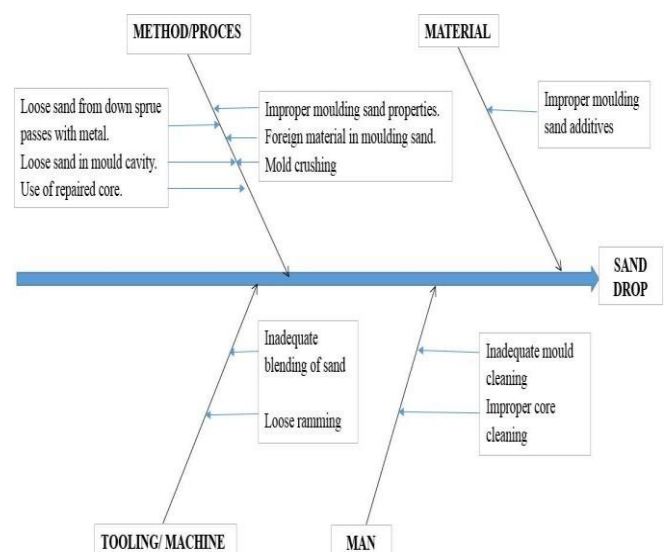 METHOD/PROCES
MATERIAL
Loose sand from down sprue
passes with metal.
Loose sand in mould cavity.
Use of repaired core.
Improper moulding sand properties.
Foreign material in moulding sand.
Mold crushing
Improper moulding
sand additives
SAND
DROP
Inadequate
blending of sand
Loose ramming
Inadequate mould
cleaning
Improper core
cleaning
TOOLING/ MACHINE
MAN